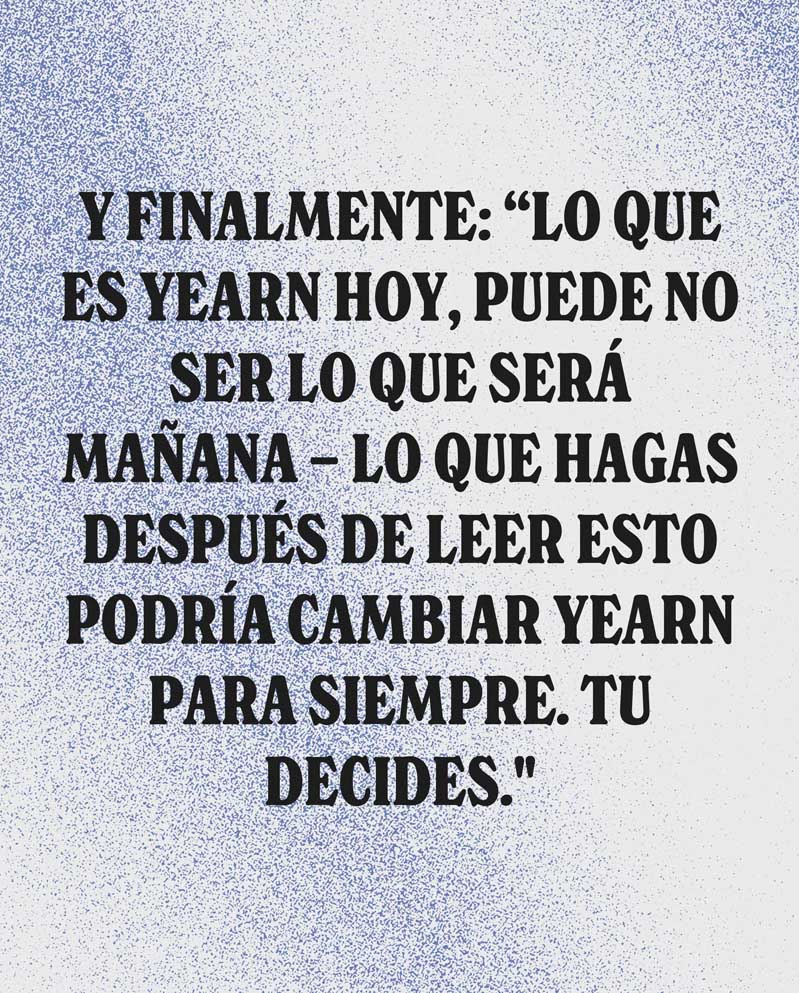 Y FINALMENTE: “LO QUE
ES YEARN HOY, PUEDE NO
SER LO QUE SERÁ
MAÑANA – LO QUE HAGAS
DESPUÉS DE LEER ESTO
PODRÍA CAMBIAR YEARN
PARA SIEMPRE. TU
DECIDES."